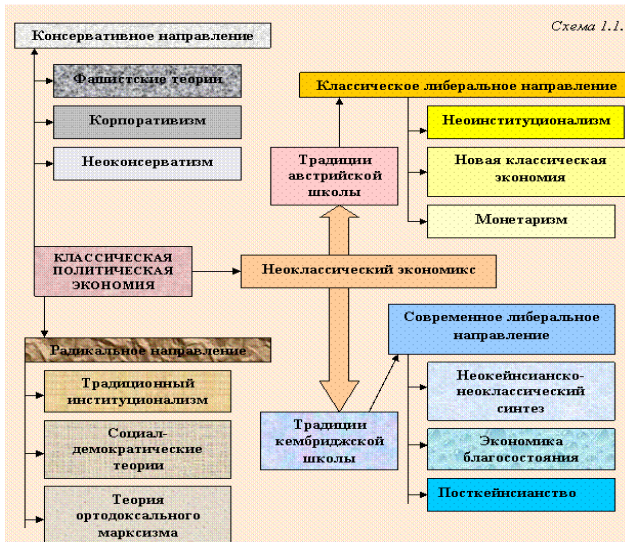 Схема 1.1.
Консервативное направление
Фашистские теории
Корпоративизм
Неоконсерватизм
Классическое либеральное направление
Неоинституционализм
Новая классическая
экономия
Монетаризм
Традиции
австрийской
школы
КЛАССИЧЕСКАЯ
ПОЛИТИЧЕСКАЯ
ЭКОНОМИЯ
Неоклассический экономикс
Современное либеральное
направление
Неокейнсианско-
неоклассический
синтез
Экономика
благосостояния
Посткейнсианство
Традиции
кембриджской
школы
Радикальное направление
Традиционный
институционализм
Социал-
демократические
теории
Теория
ортодоксального
марксизма